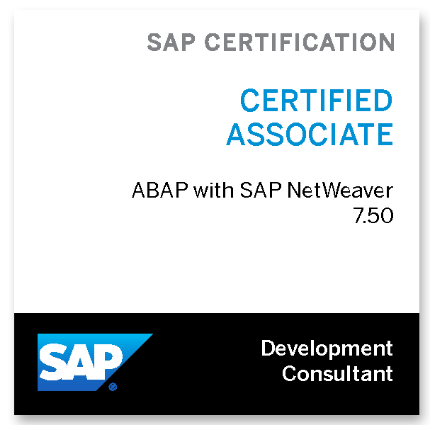 SAP CERTIFICATION
CERTIFIED
ASSOCIATE
ABAP with SAP NetWeaver
7.50
SAP®
Development
Consultant